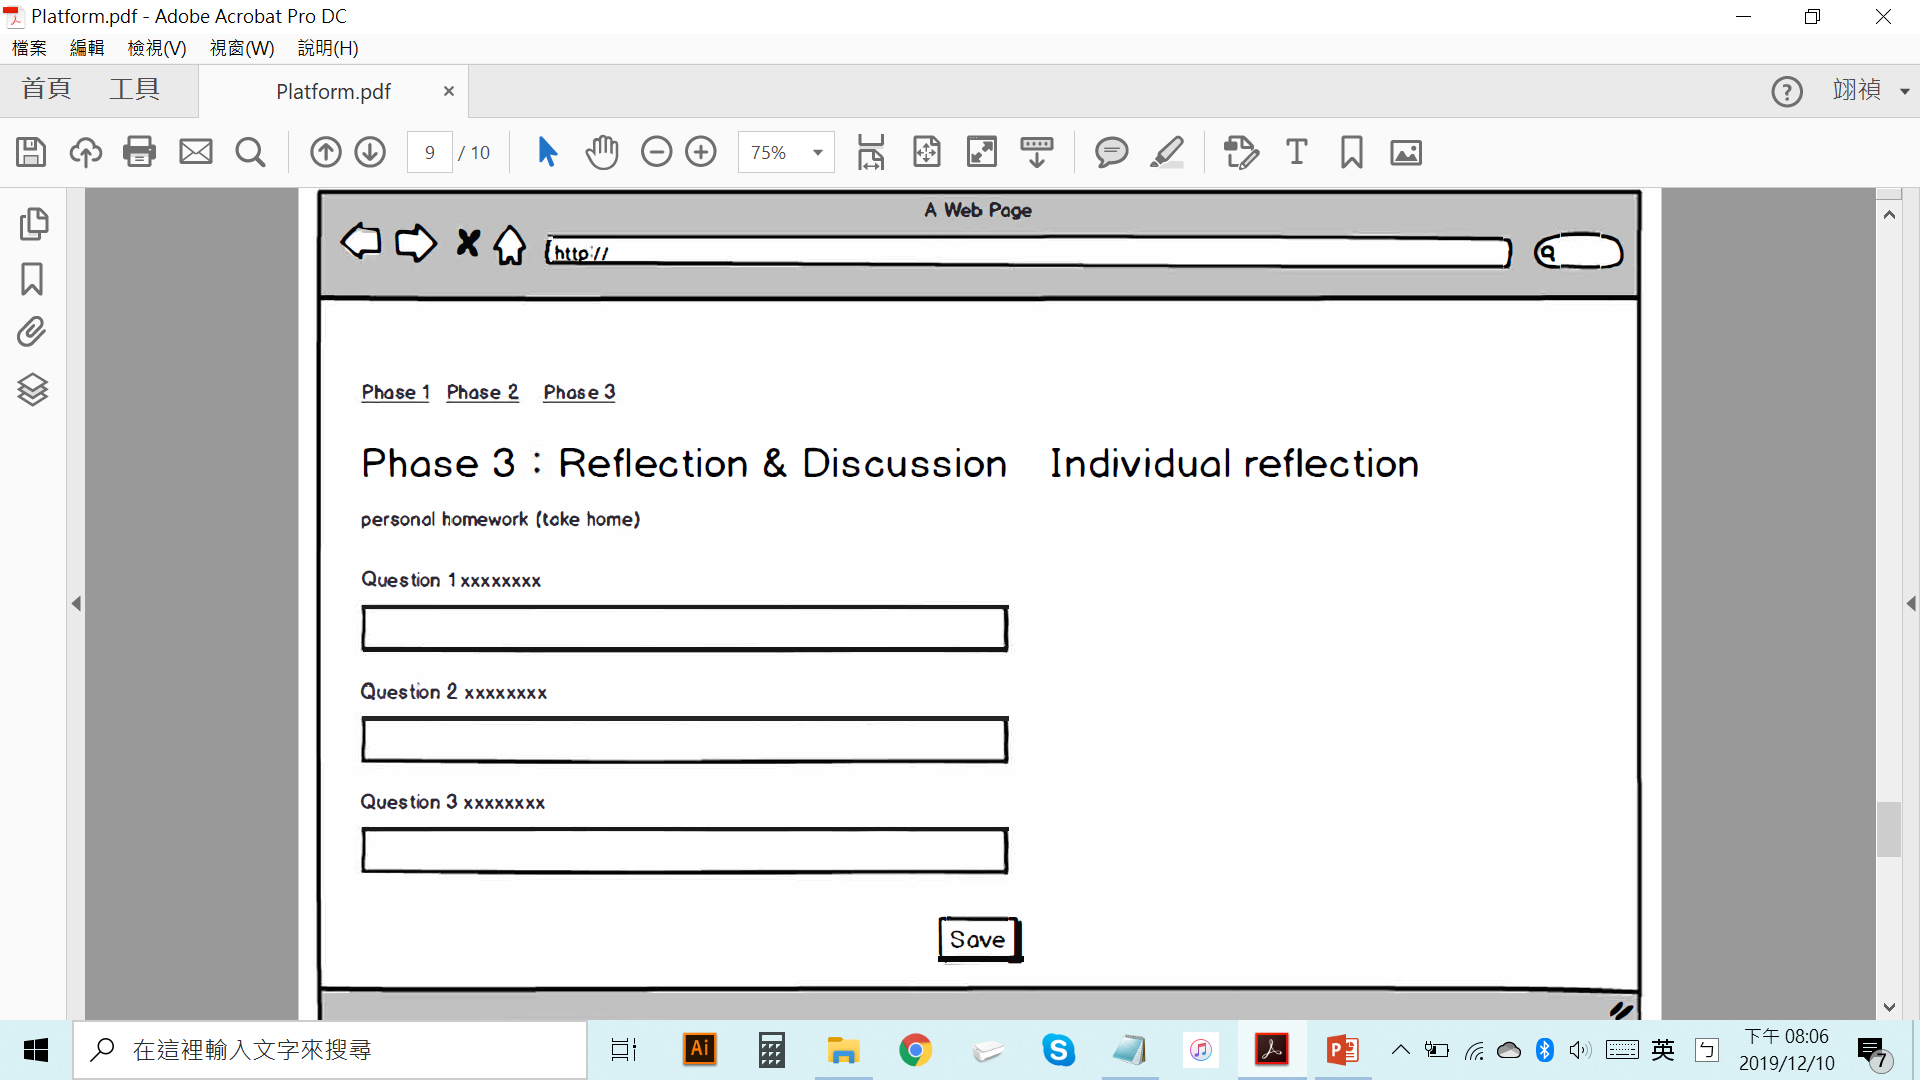 Platform.pdf - Adobe Acrobat Pro DC
檔案 編輯 檢視(V) 視窗(W) 說明(H)
首頁 工具 Platform.pdf × ? 翊禎
9 / 10 75%
A Web Page
http://
Phase 1 Phase 2 Phase 3
Phase 3 : Reflection & Discussion Individual reflection
personal homework (take home)
Question 1 xxxxxxxx
Question 2 xxxxxxxx
Question 3 xxxxxxxx
Save
在這裡輸入文字來搜尋
Ai
英
ㄅ
下午 08:06
2019/12/10
7